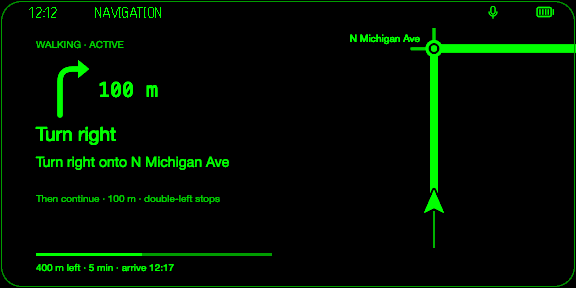 12:12 NAVIGATION
WALKING · ACTIVE
100 m
Turn right
Turn right onto N Michigan Ave
Then continue · 100 m · double-left stops
400 m left · 5 min · arrive 12:17
N Michigan Ave